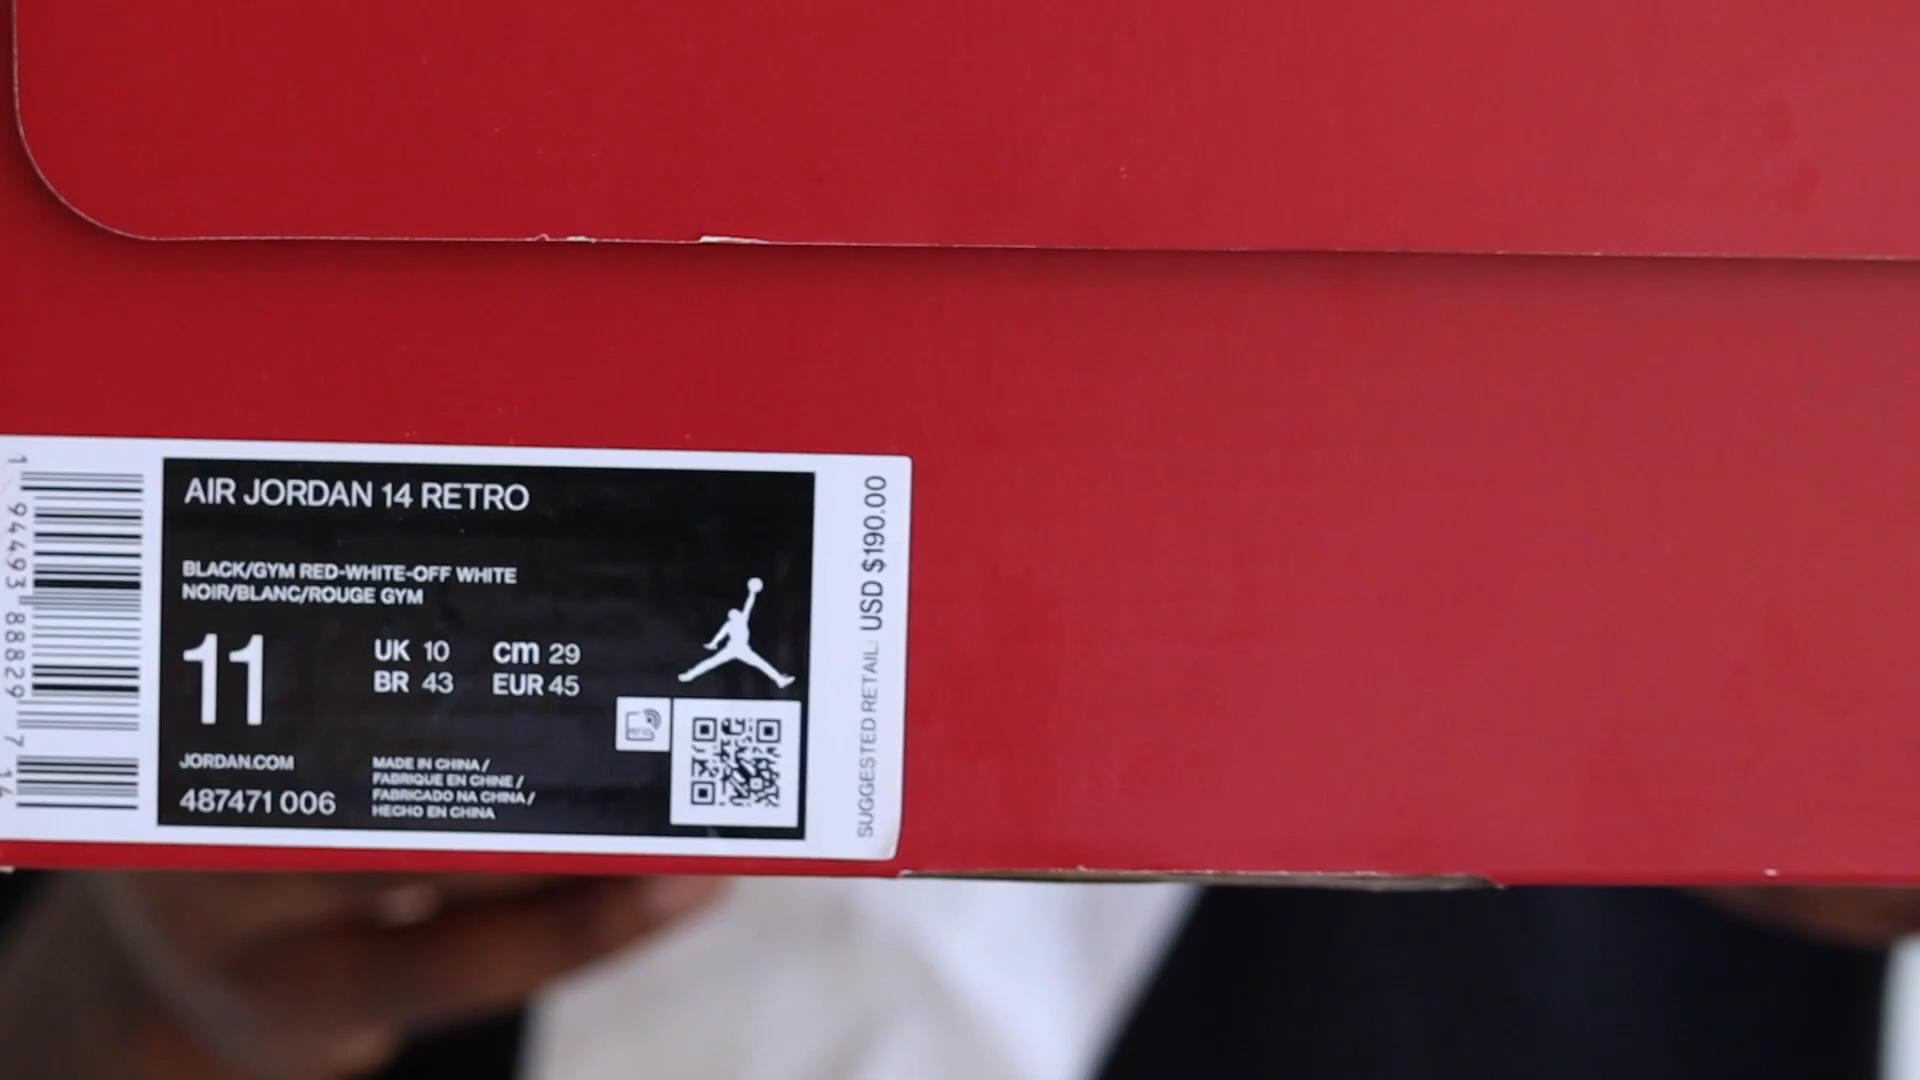 AIR JORDAN 14 RETRO
BLACK/GYM RED-WHITE-OFF WHITE
NOIR/BLANC/ROUGE GYM
11
UK 10 cm 29
BR 43 EUR 45
JORDAN.COM
487471 006
MADE IN CHINA /
FABRIQUE EN CHINE /
FABRICADO NA CHINA /
HECHO EN CHINA
SUGGESTED RETAIL: USD $190.00
1 94493 88829 7
14